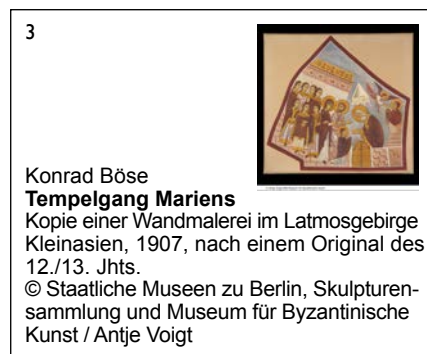 3
Konrad Böse
Tempelgang Mariens
Kopie einer Wandmalerei im Latmosgebirge
Kleinasien, 1907, nach einem Original des
12./13. Jhts.
© Staatliche Museen zu Berlin, Skulpturen-
sammlung und Museum für Byzantinische
Kunst / Antje Voigt